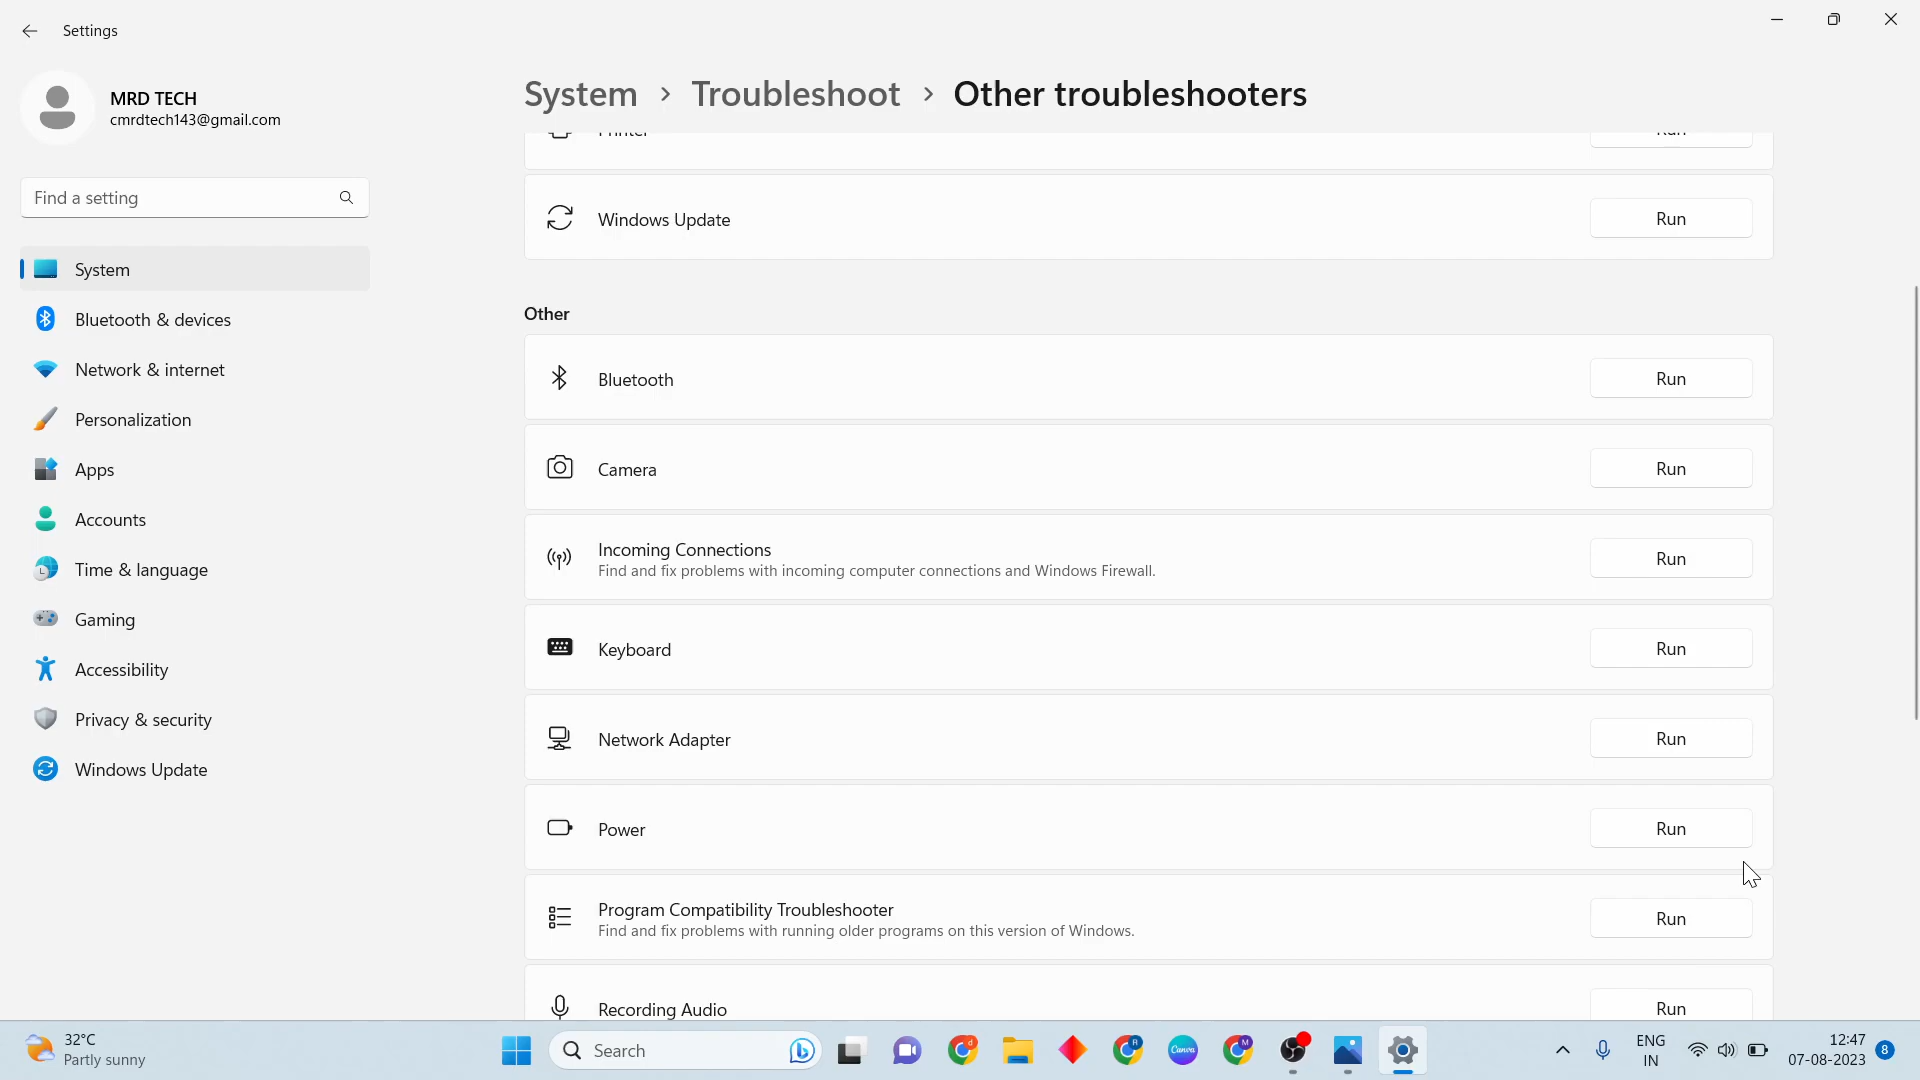 Settings
MRD TECH
cmrdtech143@gmail.com
Find a setting
System
Bluetooth & devices
Network & internet
Personalization
Apps
Accounts
Time & language
Gaming
Accessibility
Privacy & security
Windows Update
System > Troubleshoot > Other troubleshooters
Printer Run
Windows Update Run
Other
Bluetooth Run
Camera Run
Incoming Connections
Find and fix problems with incoming computer connections and Windows Firewall.
Run
Keyboard Run
Network Adapter Run
Power Run
Program Compatibility Troubleshooter
Find and fix problems with running older programs on this version of Windows.
Run
Recording Audio Run
32°C
Partly sunny
Search
d
R
Canva
M
ENG
IN
12:47
07-08-2023
8